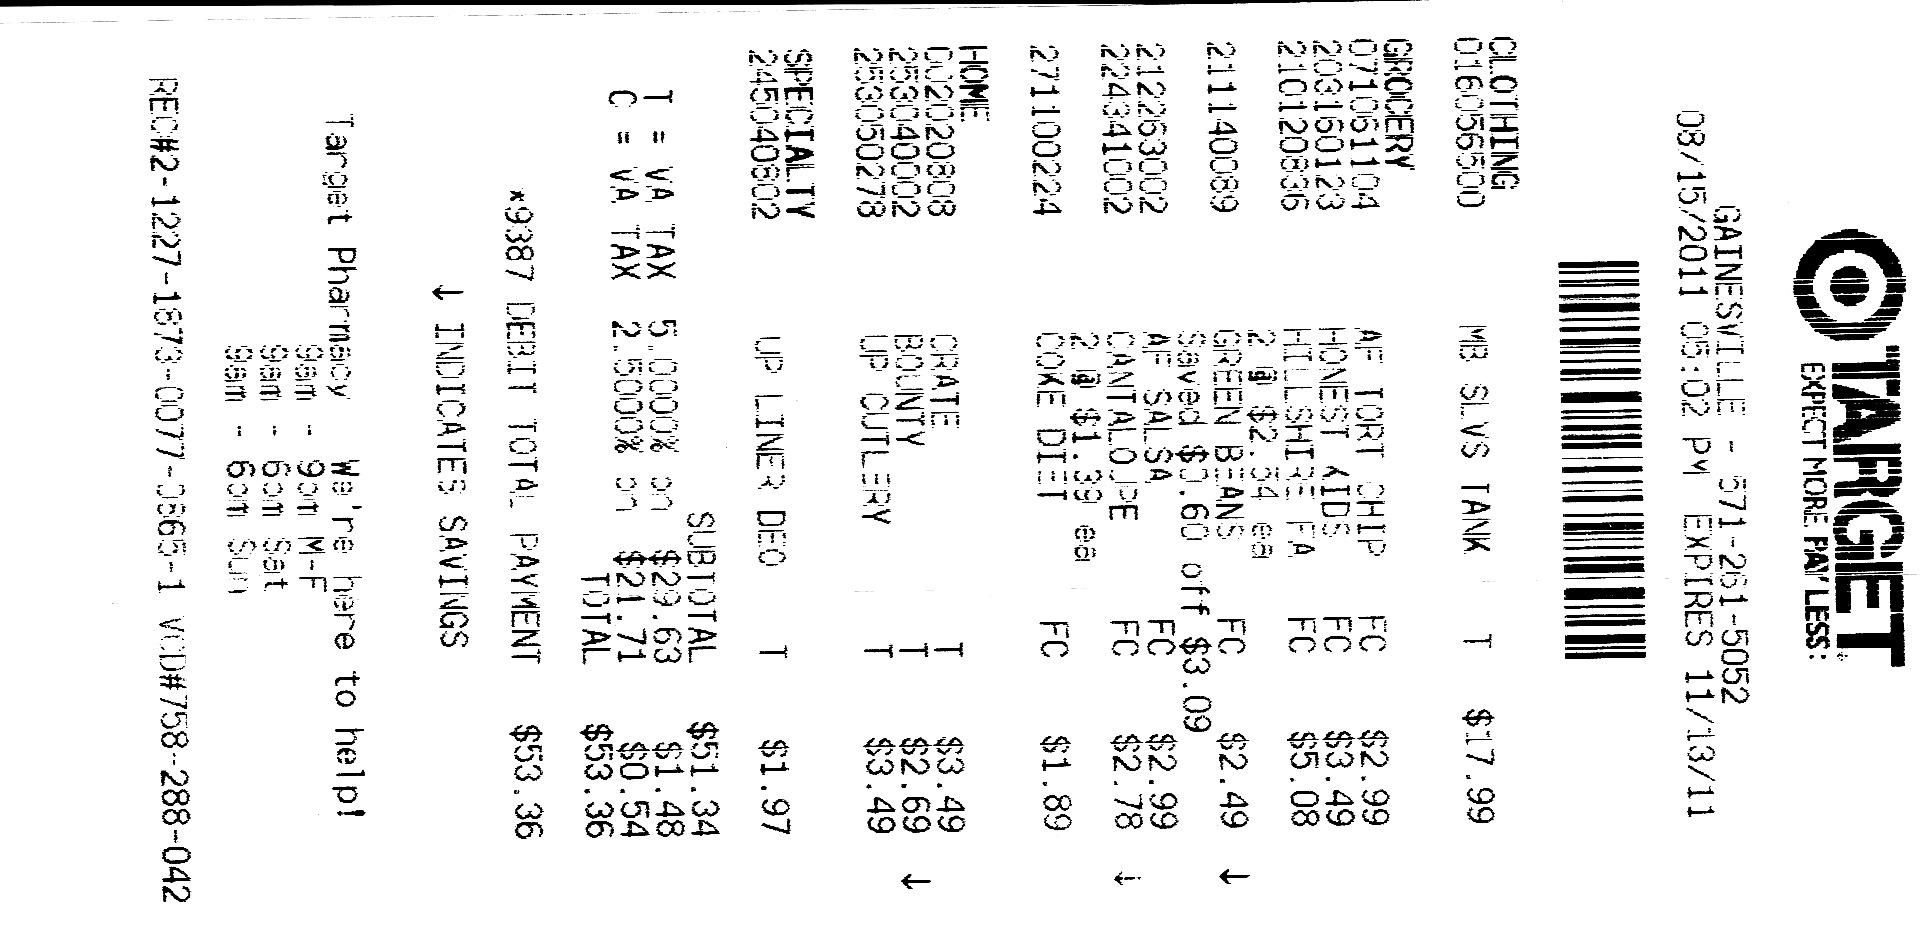 TARGET
EXPECT MORE. PAY LESS.
GAINESVILLE - 571-261-5052
08/15/2011 05:02 PM EXPIRES 11/13/11
CLOTHING
016056500 MB SLVS TANK T $17.99
GROCERY
071061104 AF TORT CHIP FC $2.99
203160123 HONEST KIDS FC $3.49
210120836 HILLSHIRE FA FC $5.08
2 @ $2.54 ea
211140089 GREEN BEANS FC $2.49 ↓
Saved $0.60 off $3.09
212263002 AF SALSA FC $2.99
224341002 CANTALOUPE FC $2.78 ↓
2 @ $1.39 ea
271100224 COKE DIET FC $1.89
HOME
002020808 CRATE T $3.49
253040002 BOUNTY T $2.69 ↓
253050278 UP CUTLERY T $3.49
SPECIALTY
245040802 UP LINER DEO T $1.97
SUBTOTAL $51.34
T = VA TAX 5.0000% on $29.63 $1.48
C = VA TAX 2.5000% on $21.71 $0.54
TOTAL $53.36
*9387 DEBIT TOTAL PAYMENT $53.36
↓ INDICATES SAVINGS
Target Pharmacy We're here to help!
9am - 9pm M-F
9am - 6pm Sat
9am - 6pm Sun
REC#2-1227-1873-0077-0365-1 VCD#758-288-042